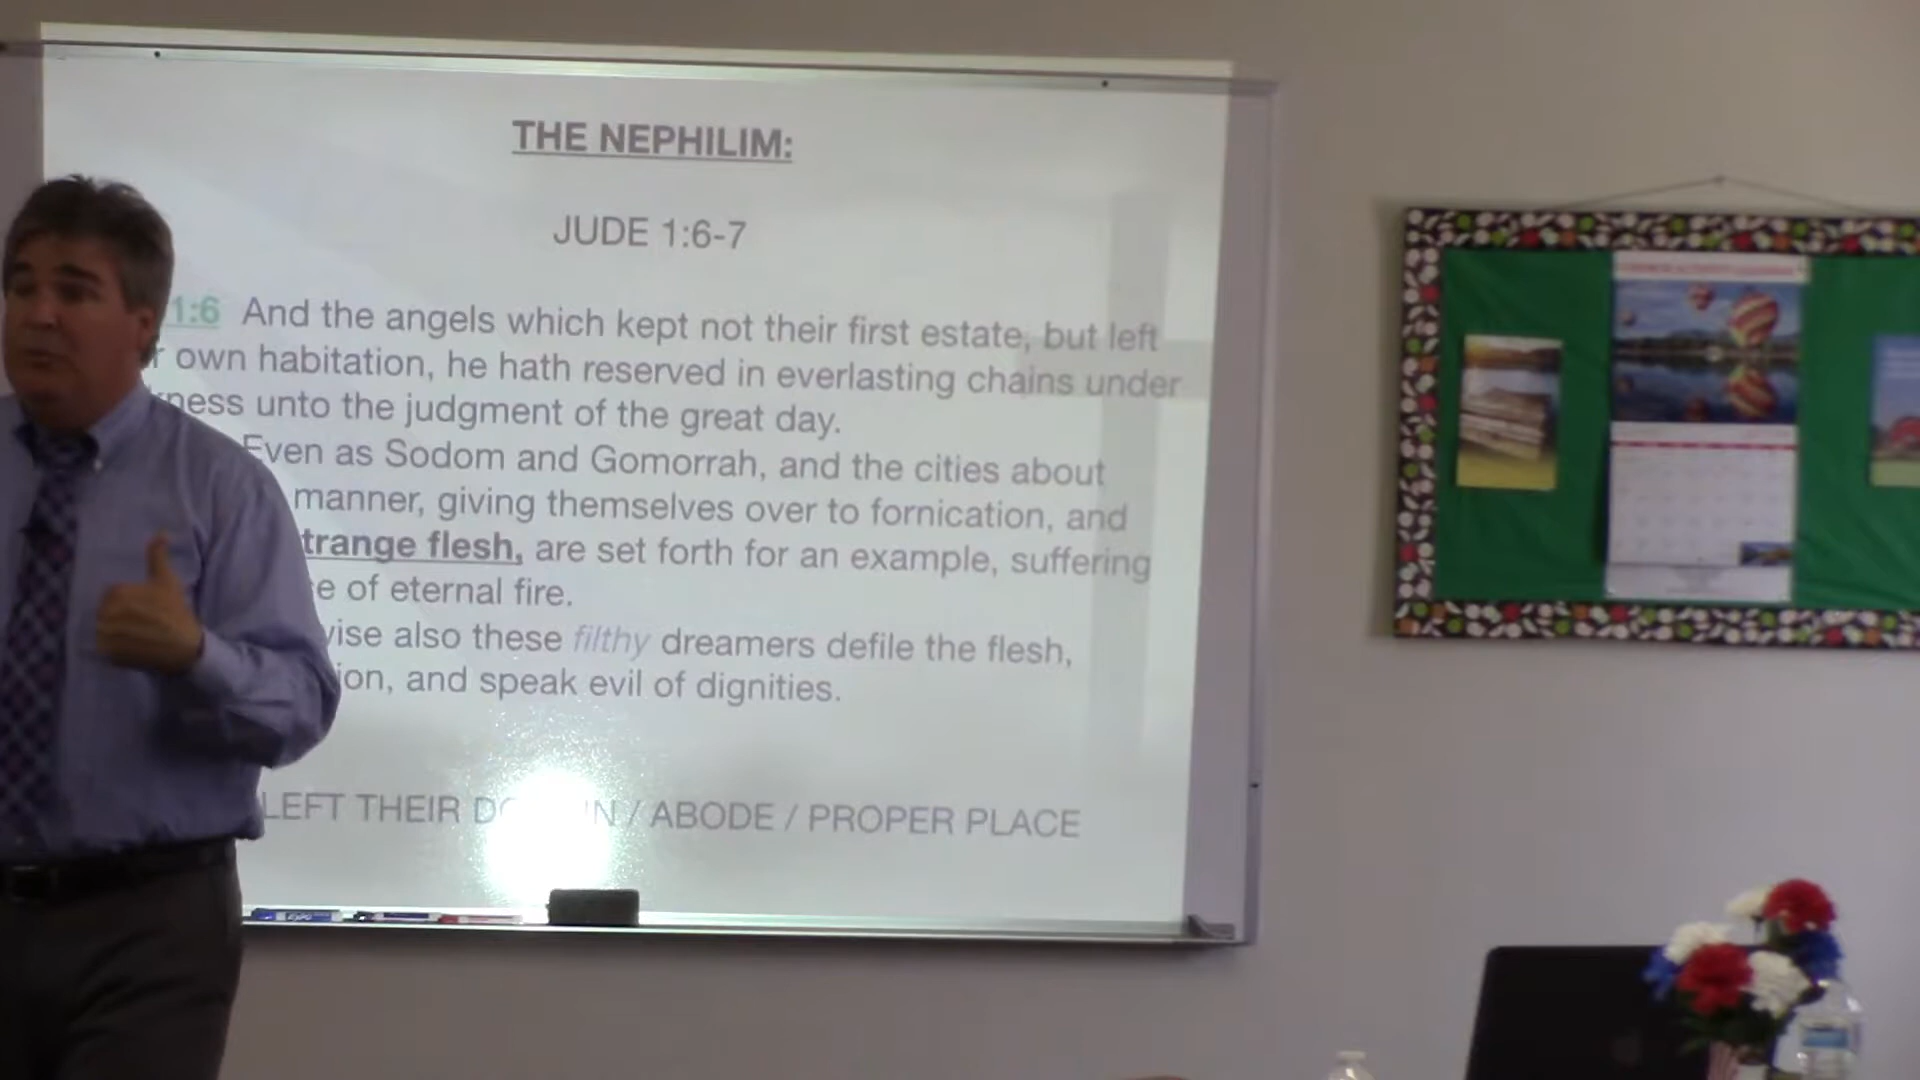 THE NEPHILIM:
JUDE 1:6-7
1:6 And the angels which kept not their first estate, but left
own habitation, he hath reserved in everlasting chains under
ness unto the judgment of the great day.
Even as Sodom and Gomorrah, and the cities about
manner, giving themselves over to fornication, and
trange flesh, are set forth for an example, suffering
e of eternal fire.
wise also these filthy dreamers defile the flesh,
ion, and speak evil of dignities.
LEFT THEIR / ABODE / PROPER PLACE